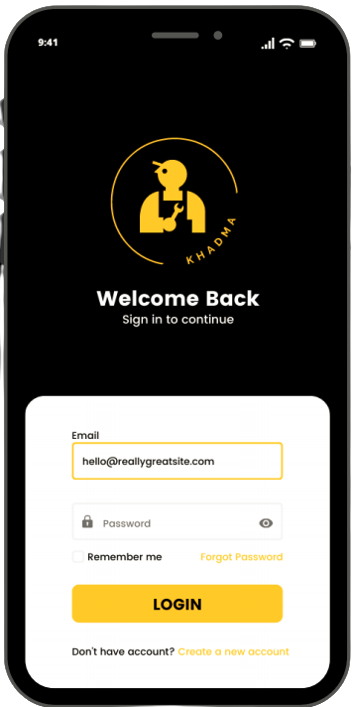 9:41
KHADMA
Welcome Back
Sign in to continue
Email
hello@reallygreatsite.com
Password
Remember me Forgot Password
LOGIN
Don't have account? Create a new account